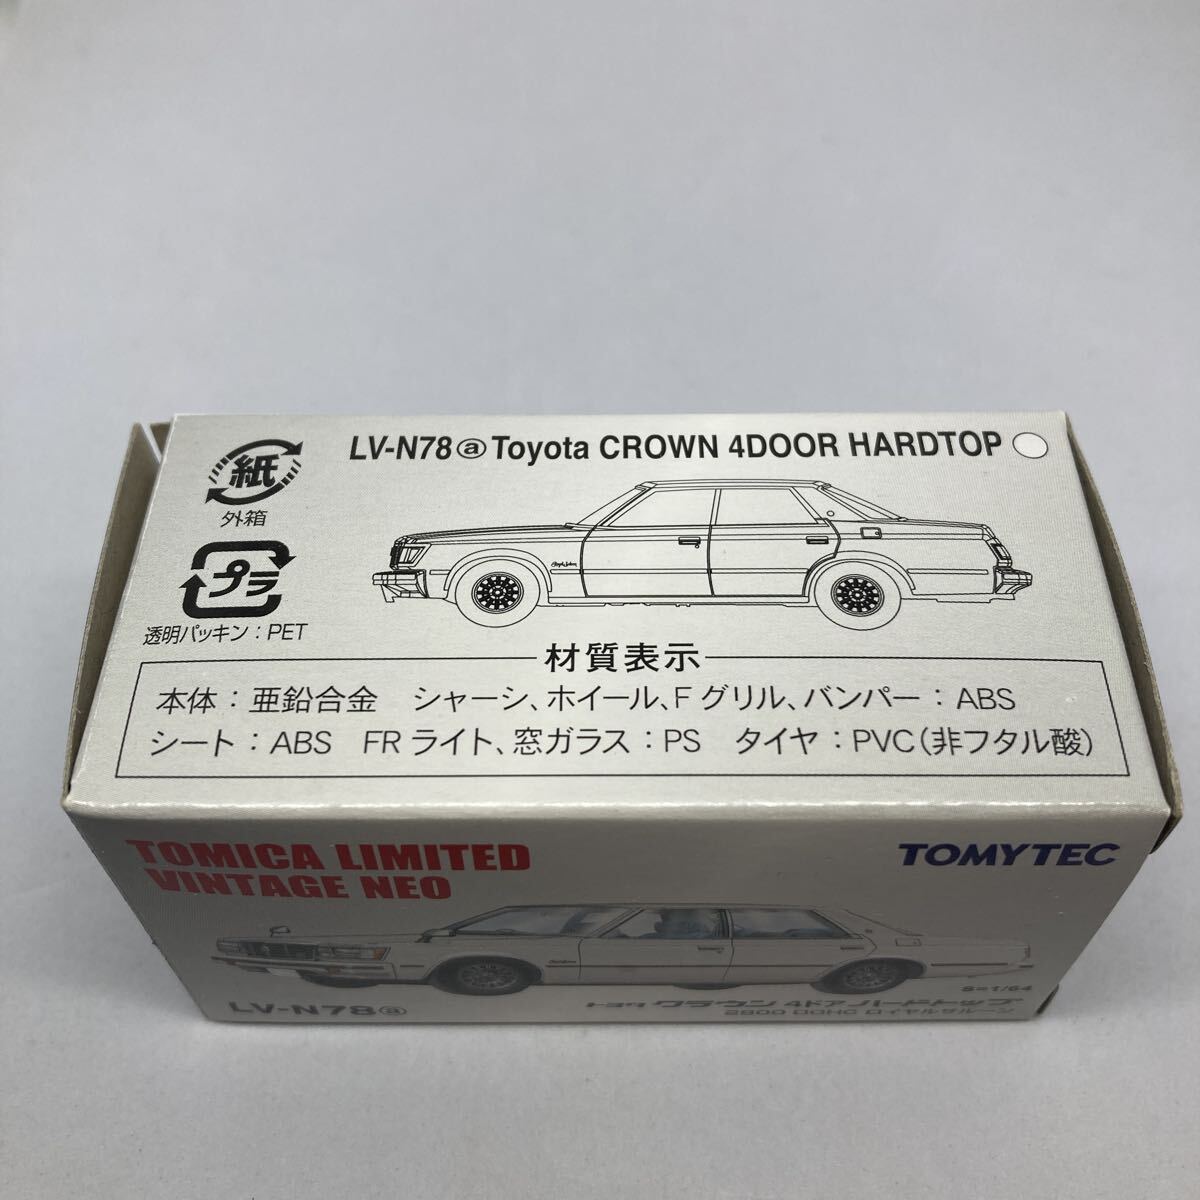 紙
外箱
プラ
透明パッキン：PET
LV-N78 ⓐ Toyota CROWN 4DOOR HARDTOP
Royal Saloon
材質表示
本体：亜鉛合金　シャーシ、ホイール、Fグリル、バンパー：ABS
シート：ABS　FRライト、窓ガラス：PS　タイヤ：PVC（非フタル酸）
TOMICA LIMITED
VINTAGE NEO
TOMYTEC
S=1/64
LV-N78ⓐ
トヨタ クラウン 4ドア ハードトップ
2800 DOHC ロイヤルサルーン